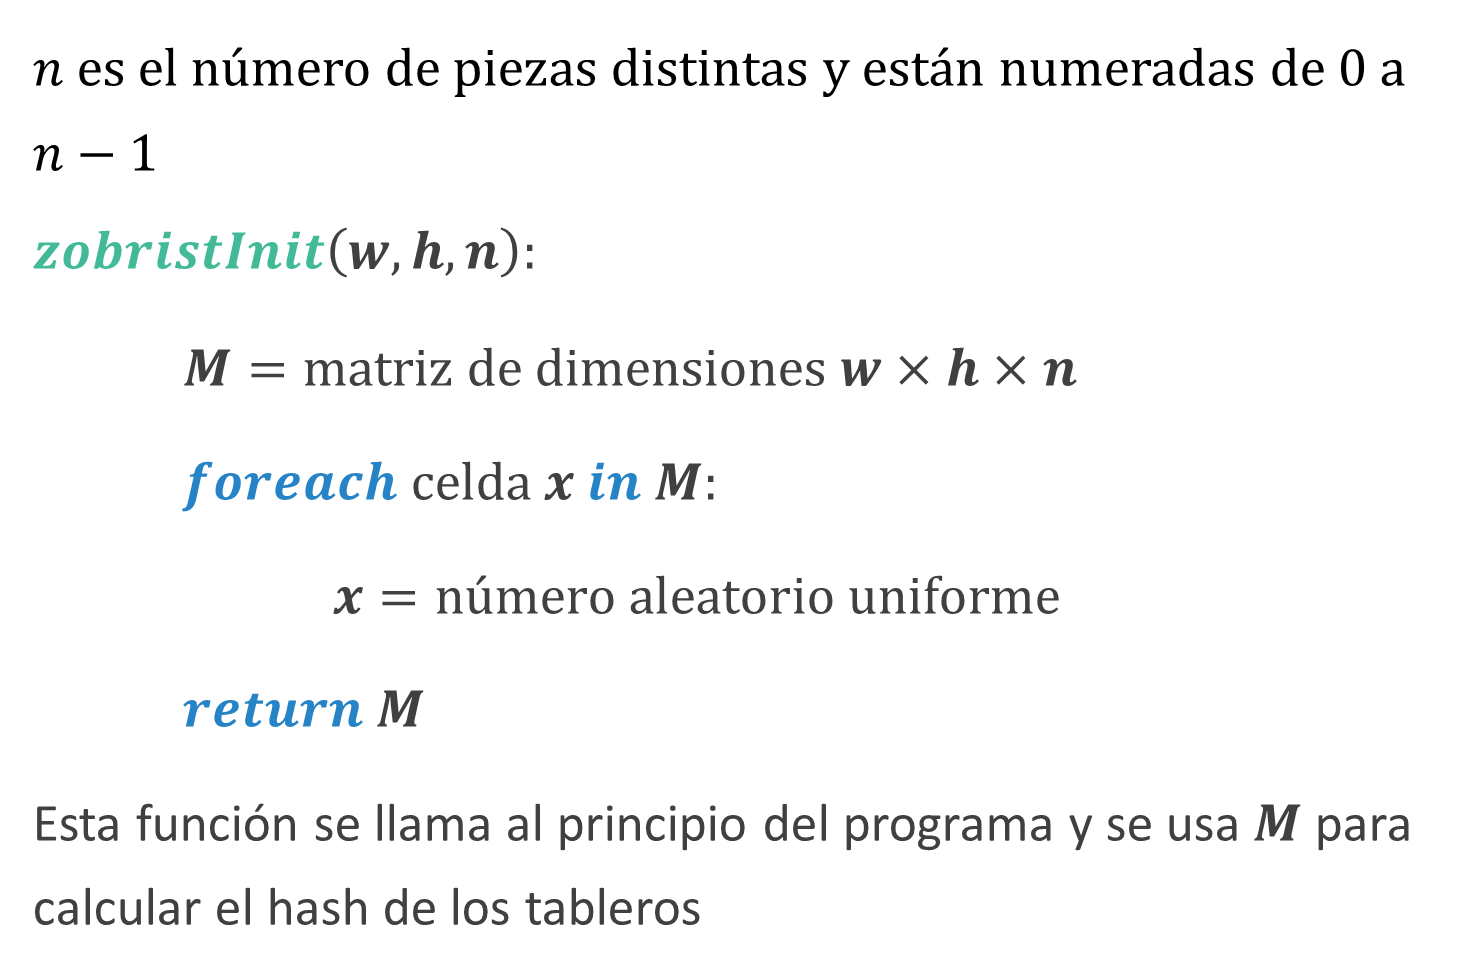 n es el número de piezas distintas y están numeradas de 0 a
n − 1
zobristInit(w, h, n):
M = matriz de dimensiones w × h × n
foreach celda x in M:
x = número aleatorio uniforme
return M
Esta función se llama al principio del programa y se usa M para
calcular el hash de los tableros